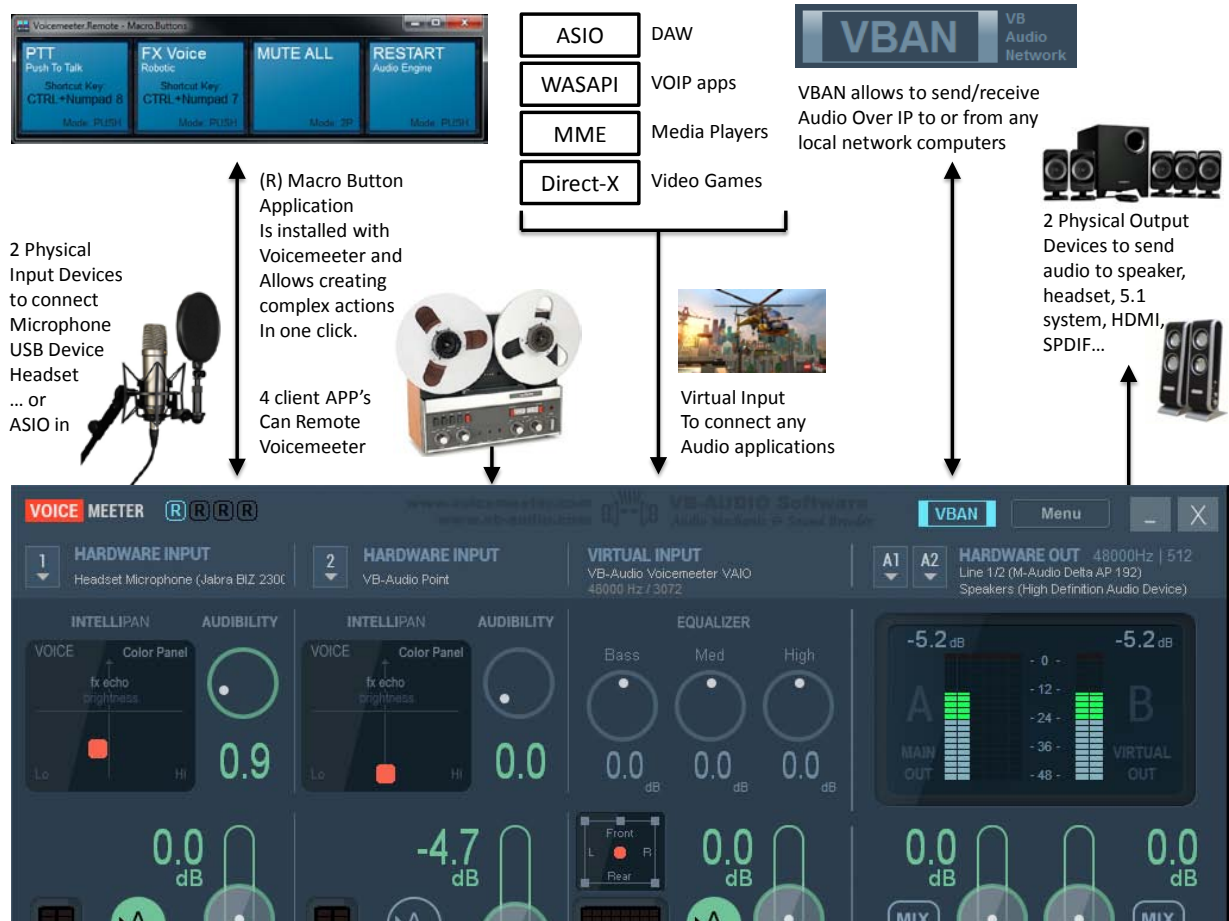 Voicemeeter.Remote - Macro.Buttons
PTT
Push To Talk
Shortcut Key:
CTRL+Numpad 8
Mode: PUSH
FX Voice
Robotic
Shortcut Key:
CTRL+Numpad 7
Mode: PUSH
MUTE ALL
Mode: 2P
RESTART
Audio Engine
Mode: PUSH
ASIO
DAW
WASAPI
VOIP apps
MME
Media Players
Direct-X
Video Games
VBAN
VB
Audio
Network
VBAN allows to send/receive
Audio Over IP to or from any
local network computers
2 Physical
Input Devices
to connect
Microphone
USB Device
Headset
... or
ASIO in
(R) Macro Button
Application
Is installed with
Voicemeeter and
Allows creating
complex actions
In one click.
4 client APP's
Can Remote
Voicemeeter
Virtual Input
To connect any
Audio applications
2 Physical Output
Devices to send
audio to speaker,
headset, 5.1
system, HDMI,
SPDIF...
VOICE MEETER R R R R
www.voicemeeter.com
www.vb-audio.com
VB-AUDIO Software
VBAN
Menu
_ X
1
HARDWARE INPUT
Headset Microphone (Jabra BIZ 2300
2
HARDWARE INPUT
VB-Audio Point
VIRTUAL INPUT
VB-Audio Voicemeeter VAIO
48000 Hz / 3072
A1 A2
HARDWARE OUT 48000Hz | 512
Line 1/2 (M-Audio Delta AP 192)
Speakers (High Definition Audio Device)
INTELLIPAN
AUDIBILITY
VOICE
Color Panel
fx echo
brightness
Lo
Hi
0.9
INTELLIPAN
AUDIBILITY
VOICE
Color Panel
fx echo
brightness
Lo
Hi
0.0
EQUALIZER
Bass Med High
0.0 0.0 0.0
dB dB dB
-5.2 dB
-5.2 dB
- 0 -
- 12 -
- 24 -
- 36 -
- 48 -
A
MAIN
OUT
B
VIRTUAL
OUT
0.0
dB
-4.7
dB
Front
L R
Rear
0.0
dB
0.0
dB
0.0
dB
MIX
MIX